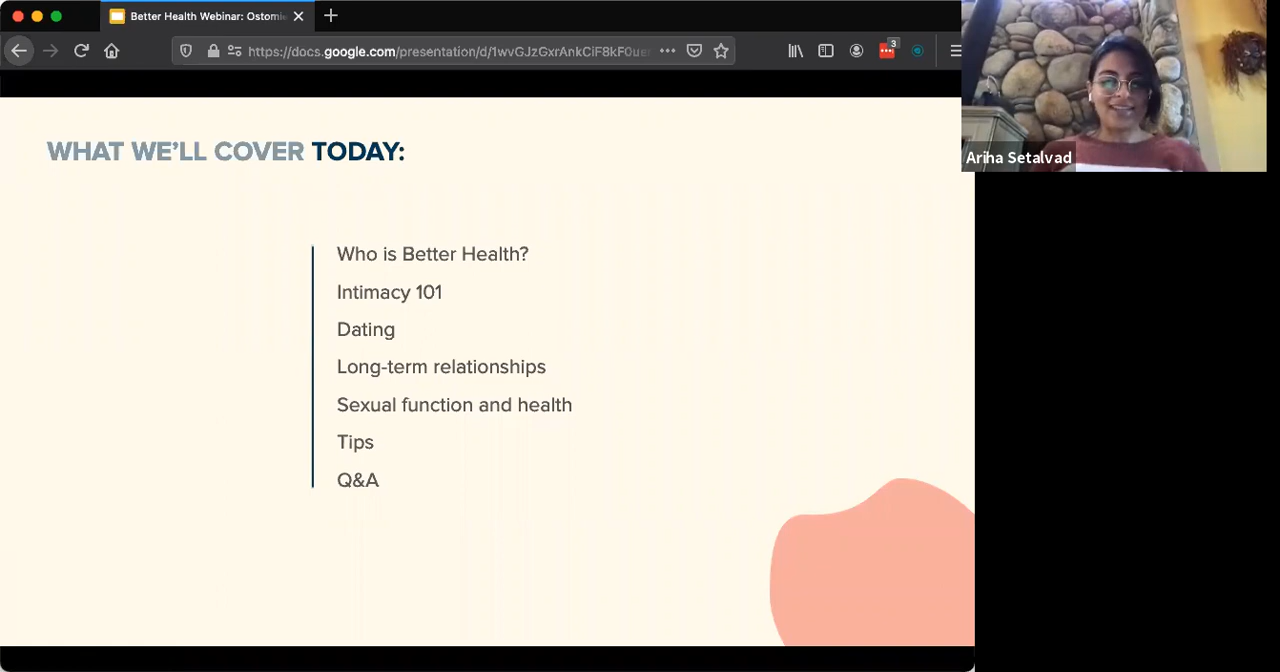 Better Health Webinar: Ostomie
https://docs.google.com/presentation/d/1wvGJzGxrAnkCiF8kF0ue
3
WHAT WE'LL COVER TODAY:
Ariha Setalvad
Who is Better Health?
Intimacy 101
Dating
Long-term relationships
Sexual function and health
Tips
Q&A